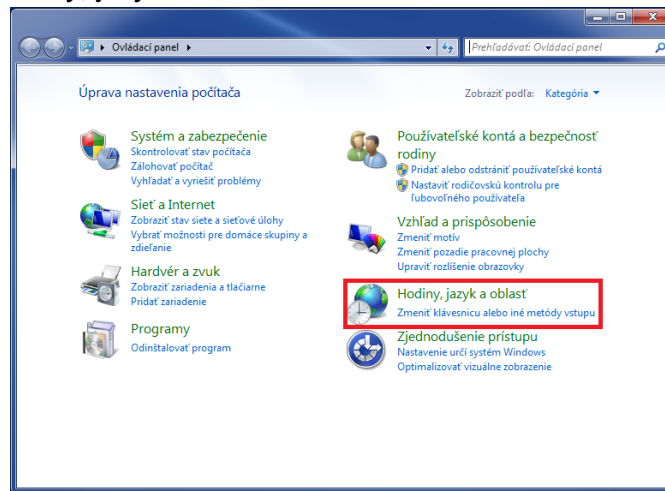 Ovládací panel
Prehľadávať: Ovládací panel
Úprava nastavenia počítača
Zobraziť podľa: Kategória
Systém a zabezpečenie
Skontrolovať stav počítača
Zálohovať počítač
Vyhľadať a vyriešiť problémy
Sieť a Internet
Zobraziť stav siete a sieťové úlohy
Vybrať možnosti pre domáce skupiny a
zdieľanie
Hardvér a zvuk
Zobraziť zariadenia a tlačiarne
Pridať zariadenie
Programy
Odinštalovať program
Používateľské kontá a bezpečnosť
rodiny
Pridať alebo odstrániť používateľské kontá
Nastaviť rodičovskú kontrolu pre
ľubovoľného používateľa
Vzhľad a prispôsobenie
Zmeniť motív
Zmeniť pozadie pracovnej plochy
Upraviť rozlíšenie obrazovky
Hodiny, jazyk a oblasť
Zmeniť klávesnicu alebo iné metódy vstupu
Zjednodušenie prístupu
Nastavenie určí systém Windows
Optimalizovať vizuálne zobrazenie